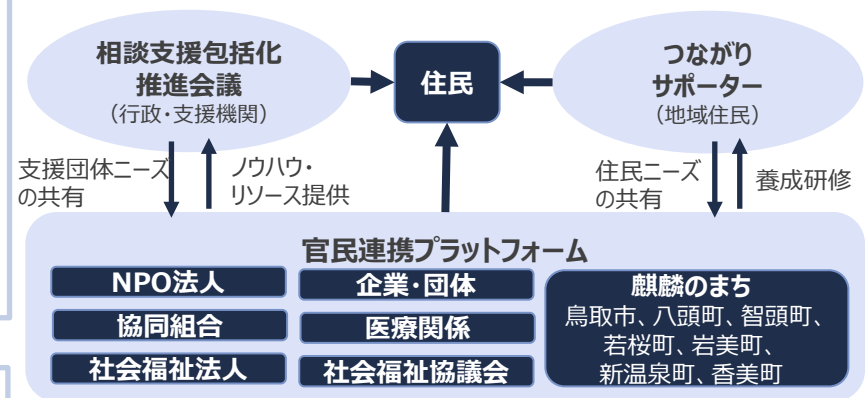 相談支援包括化
推進会議
（行政・支援機関）
住民
つながり
サポーター
（地域住民）
支援団体ニーズ
の共有
ノウハウ・
リソース提供
住民ニーズ
の共有
養成研修
官民連携プラットフォーム
NPO法人
企業・団体
協同組合
医療関係
社会福祉法人
社会福祉協議会
麒麟のまち
鳥取市、八頭町、智頭町、
若桜町、岩美町、
新温泉町、香美町